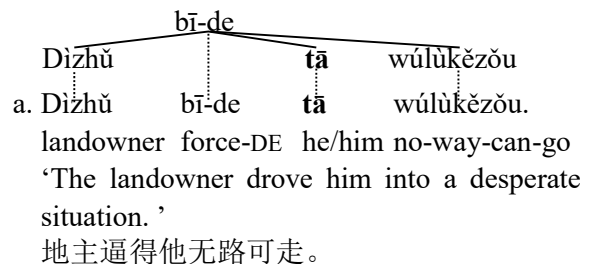 bī-de
Dìzhǔ tā wúlùkězǒu
a. Dìzhǔ bī-de tā wúlùkězǒu.
landowner force-DE he/him no-way-can-go
‘The landowner drove him into a desperate
situation. ’
地主逼得他无路可走。